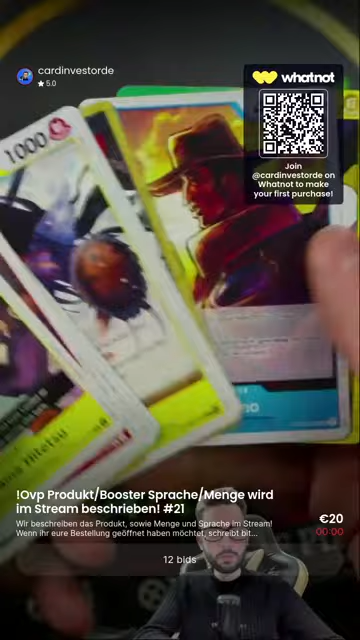 cardinvestorde
★ 5.0
whatnot
Join
@cardinvestorde on
Whatnot to make
your first purchase!
1000
!Ovp Produkt/Booster Sprache/Menge wird
im Stream beschrieben! #21
Wir beschreiben das Produkt, sowie Menge und Sprache im Stream!
Wenn ihr eure Bestellung geöffnet haben möchtet, schreibt bit...
€20
00:00
12 bids